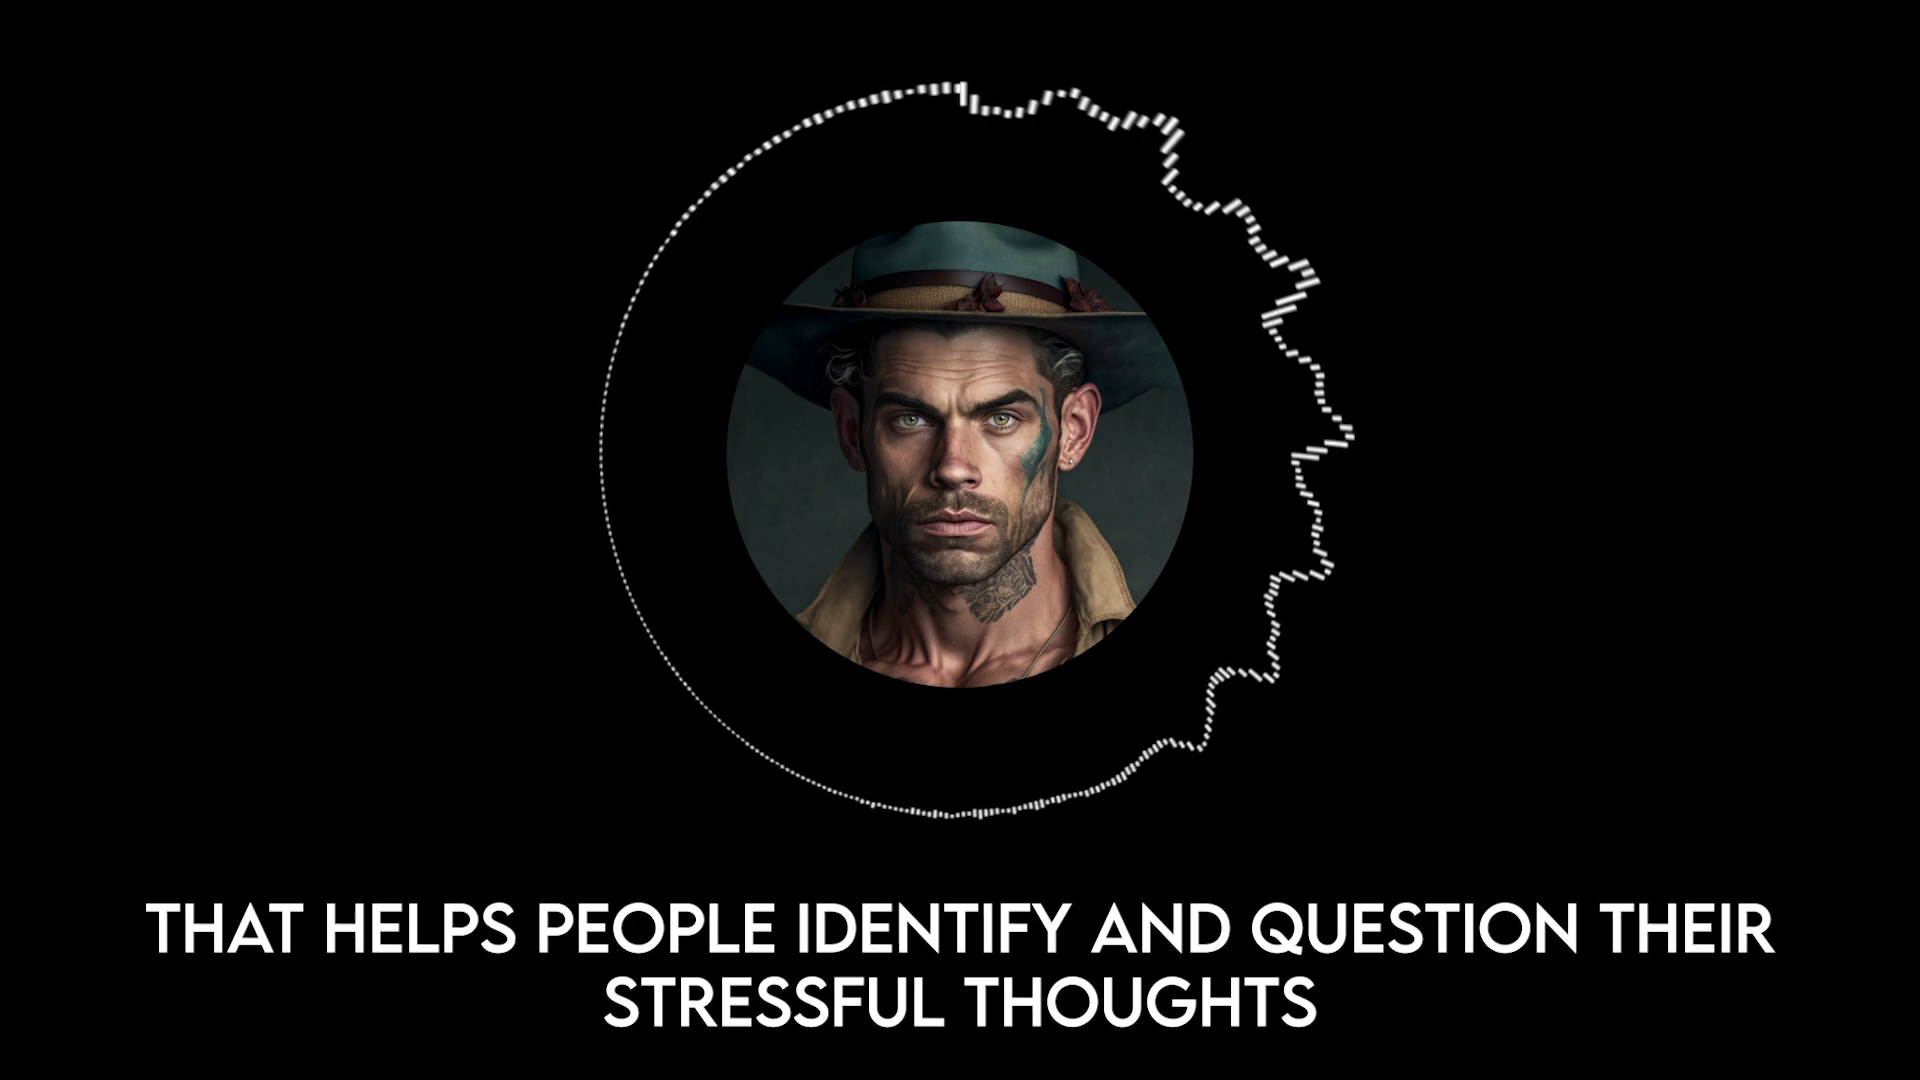 THAT HELPS PEOPLE IDENTIFY AND QUESTION THEIR
STRESSFUL THOUGHTS